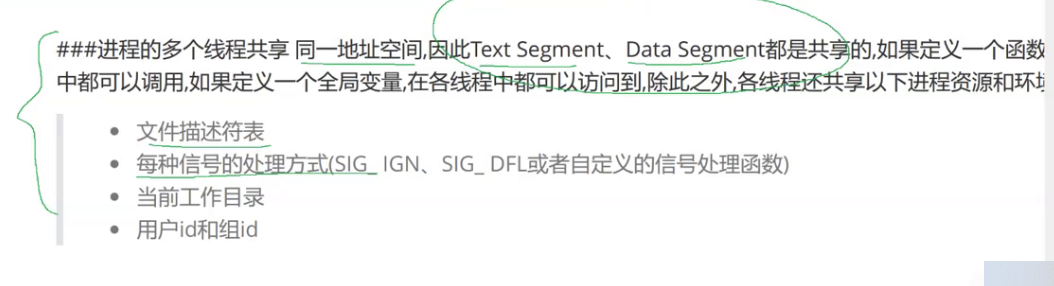 ###进程的多个线程共享 同一地址空间,因此Text Segment、Data Segment都是共享的,如果定义一个函数
中都可以调用,如果定义一个全局变量,在各线程中都可以访问到,除此之外,各线程还共享以下进程资源和环境
文件描述符表
每种信号的处理方式(SIG_ IGN、SIG_ DFL或者自定义的信号处理函数)
当前工作目录
用户id和组id